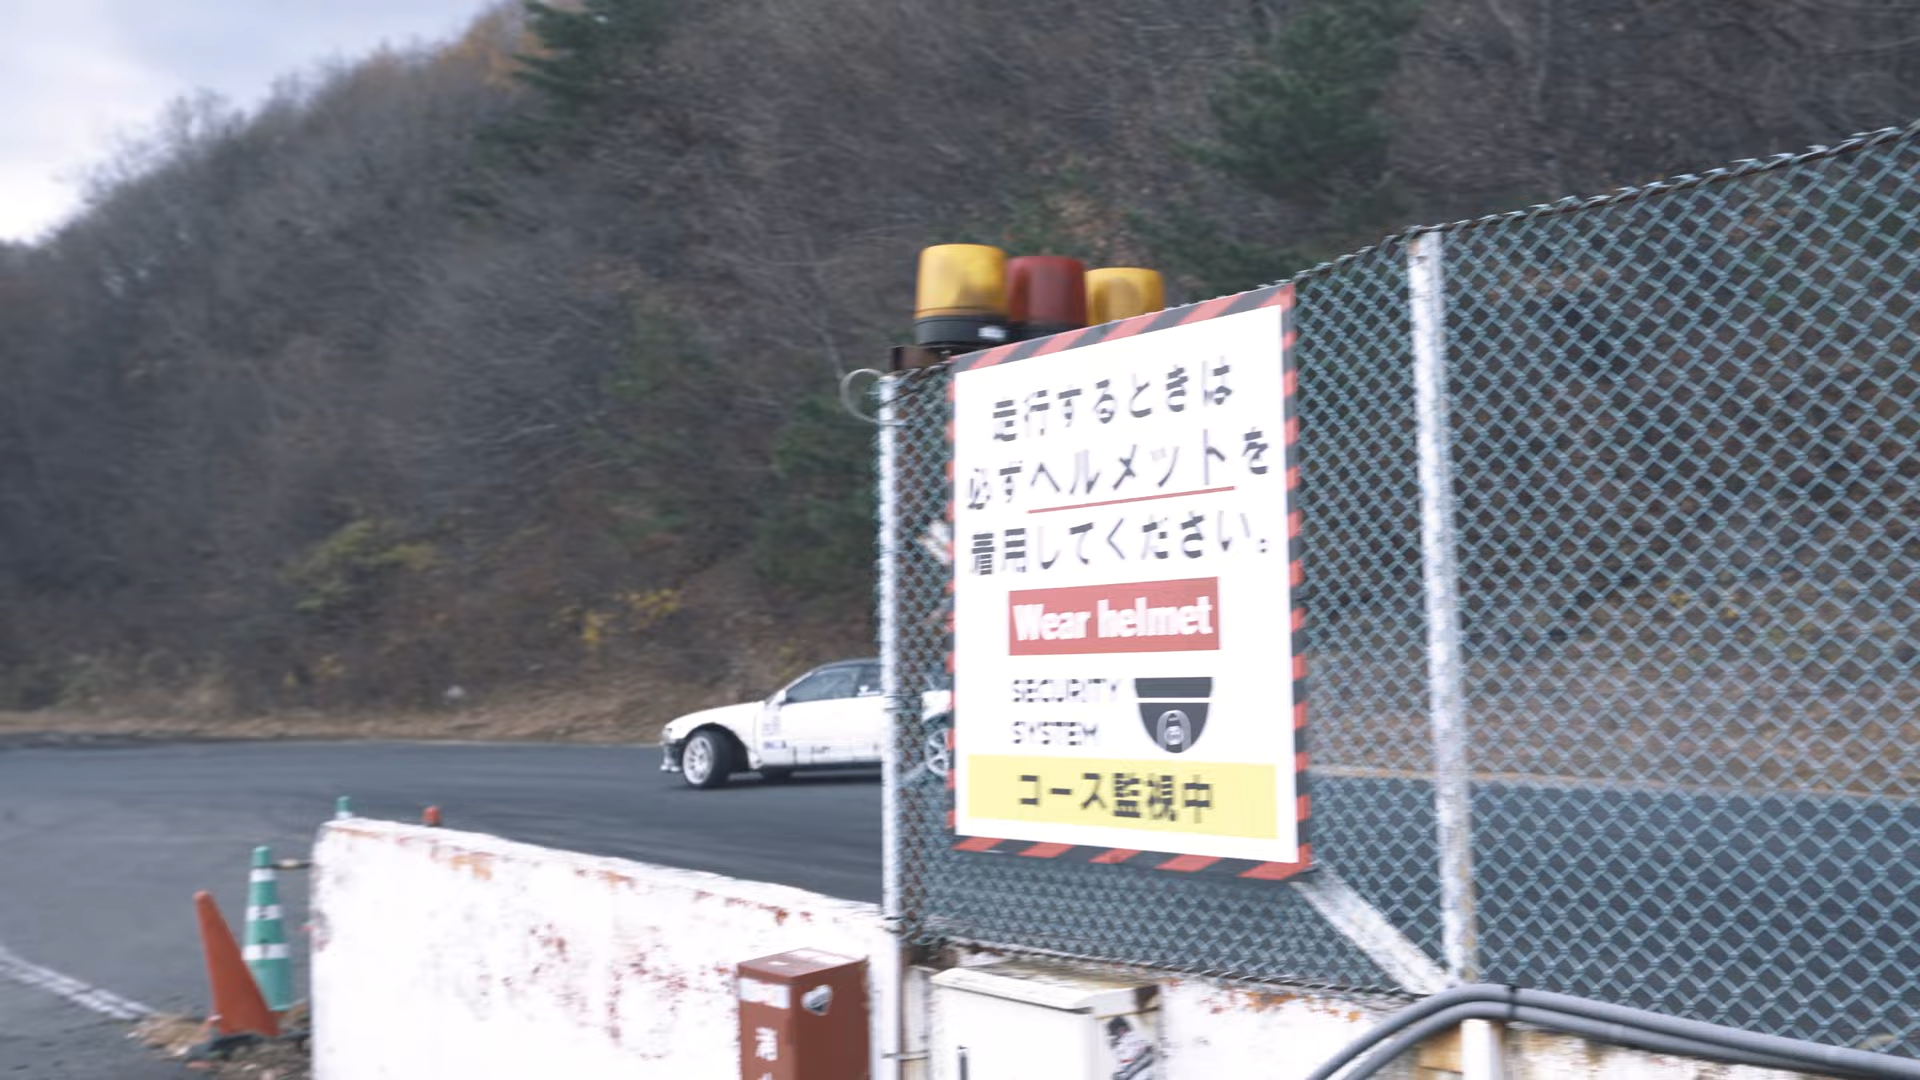 走行するときは
必ずヘルメットを
着用してください。
Wear helmet
SECURITY
SYSTEM
コース監視中
消